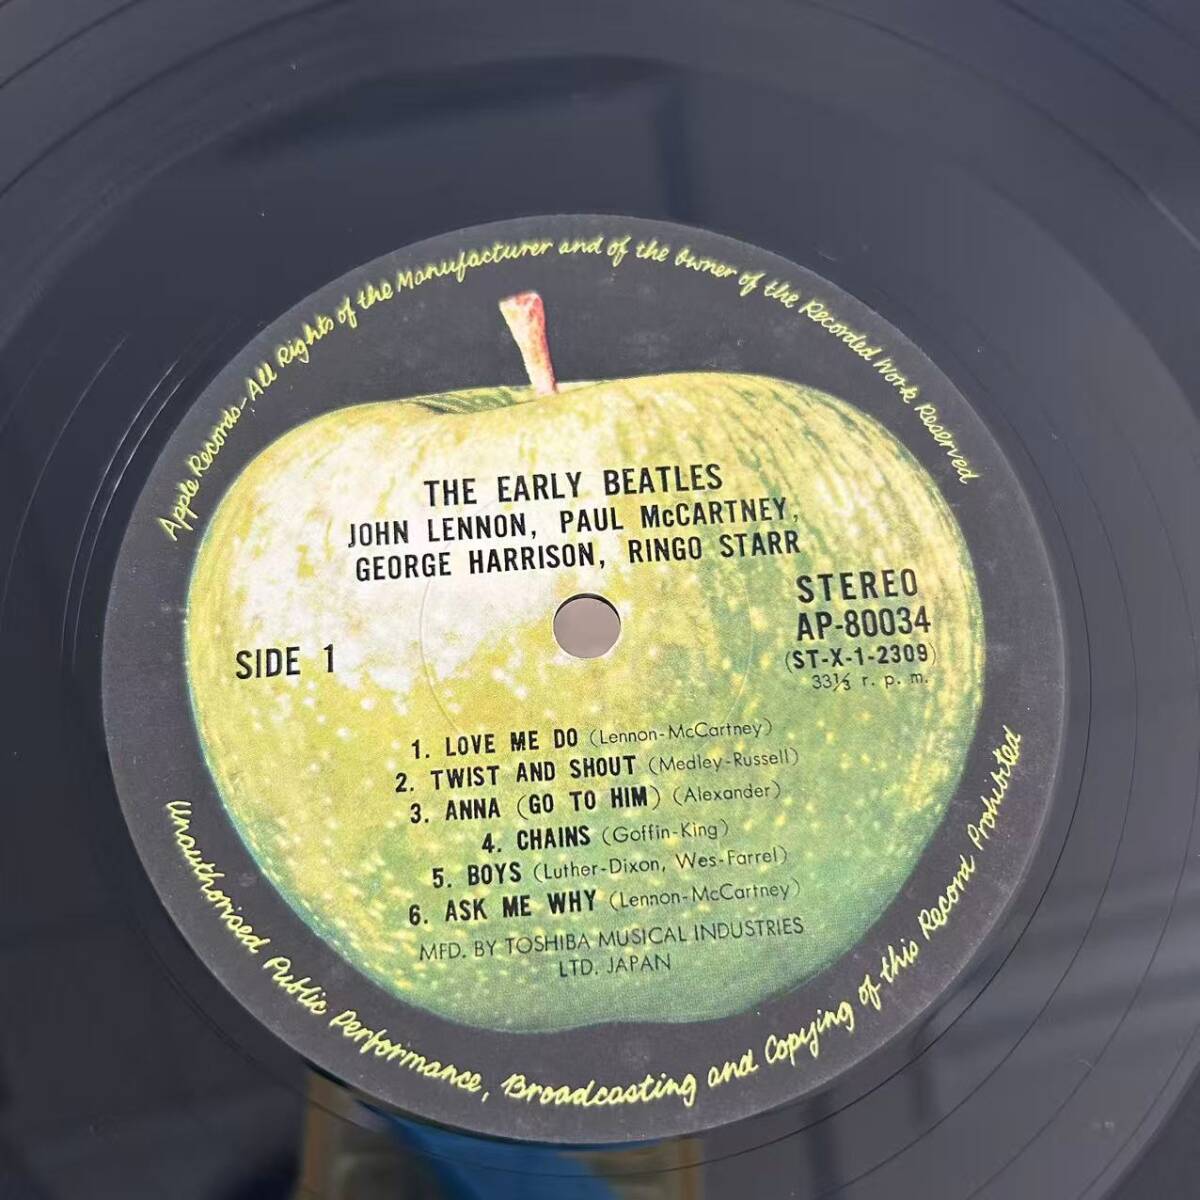 Apple Records-All Rights of the Manufacturer and of the Owner of the Recorded Work Reserved
THE EARLY BEATLES
JOHN LENNON, PAUL McCARTNEY,
GEORGE HARRISON, RINGO STARR
STEREO
AP-80034
(ST-X-1-2309)
33⅓ r. p. m.
SIDE 1
1. LOVE ME DO (Lennon-McCartney)
2. TWIST AND SHOUT (Medley-Russell)
3. ANNA (GO TO HIM) (Alexander)
4. CHAINS (Goffin-King)
5. BOYS (Luther-Dixon, Wes-Farrel)
6. ASK ME WHY (Lennon-McCartney)
MFD. BY TOSHIBA MUSICAL INDUSTRIES
LTD. JAPAN
Unauthorised Public Performance, Broadcasting and Copying of this Record Prohibited